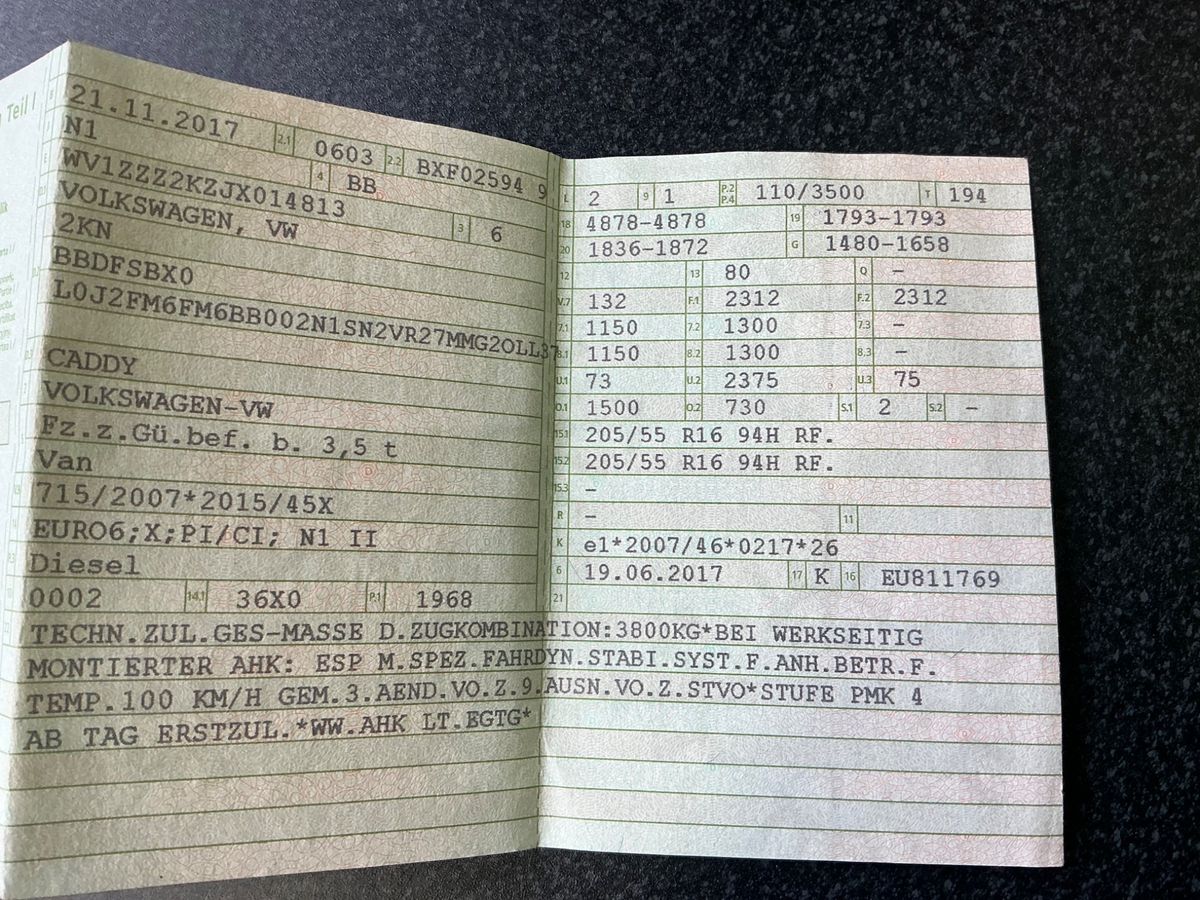 Teil I
21.11.2017 2.1 0603 2.2 BXF02594 9
N1 4 BB
WV1ZZZ2KZJX014813 3 6
VOLKSWAGEN, VW
2KN
BBDFSBX0
L0J2FM6FM6BB002N1SN2VR27MMG2OLL37
CADDY
VOLKSWAGEN-VW
Fz.z.Gü.bef. b. 3,5 t
Van
715/2007*2015/45X
EURO6;X;PI/CI; N1 II
Diesel
0002 14.1 36X0 P.1 1968
L 2 9 1 P.2 P.4 110/3500 T 194
18 4878-4878 19 1793-1793
20 1836-1872 G 1480-1658
12 13 80 Q –
V.7 132 F.1 2312 F.2 2312
7.1 1150 7.2 1300 7.3 –
8.1 1150 8.2 1300 8.3 –
U.1 73 U.2 2375 U.3 75
O.1 1500 O.2 730 S.1 2 S.2 –
15.1 205/55 R16 94H RF.
15.2 205/55 R16 94H RF.
15.3 –
R – 11
K e1*2007/46*0217*26
6 19.06.2017 17 K 16 EU811769
21
TECHN.ZUL.GES-MASSE D.ZUGKOMBINATION:3800KG*BEI WERKSEITIG
MONTIERTER AHK: ESP M.SPEZ.FAHRDYN.STABI.SYST.F.ANH.BETR.F.
TEMP.100 KM/H GEM.3.AEND.VO.Z.9.AUSN.VO.Z.STVO*STUFE PMK 4
AB TAG ERSTZUL.*WW.AHK LT.EGTG*